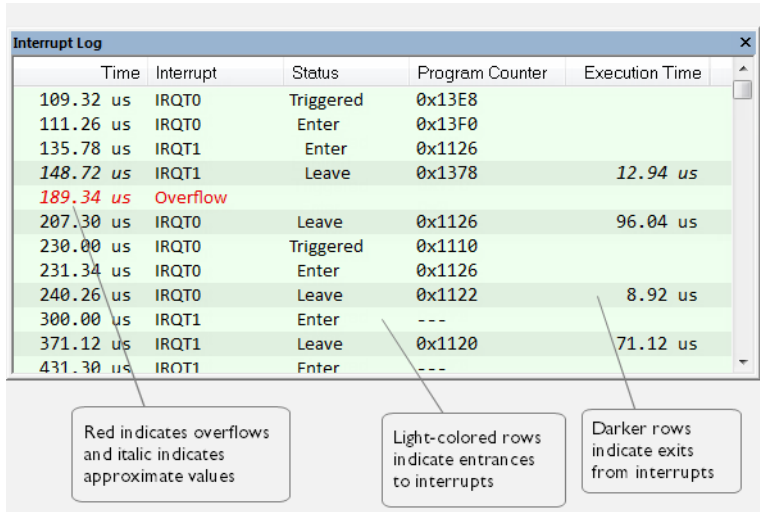 Interrupt Log
Time Interrupt Status Program Counter Execution Time
109.32 us IRQT0 Triggered 0x13E8
111.26 us IRQT0 Enter 0x13F0
135.78 us IRQT1 Enter 0x1126
148.72 us IRQT1 Leave 0x1378 12.94 us
189.34 us Overflow
207.30 us IRQT0 Leave 0x1126 96.04 us
230.00 us IRQT0 Triggered 0x1110
231.34 us IRQT0 Enter 0x1126
240.26 us IRQT0 Leave 0x1122 8.92 us
300.00 us IRQT1 Enter ---
371.12 us IRQT1 Leave 0x1120 71.12 us
431.30 us IRQT1 Enter ---
Red indicates overflows
and italic indicates
approximate values
Light-colored rows
indicate entrances
to interrupts
Darker rows
indicate exits
from interrupts